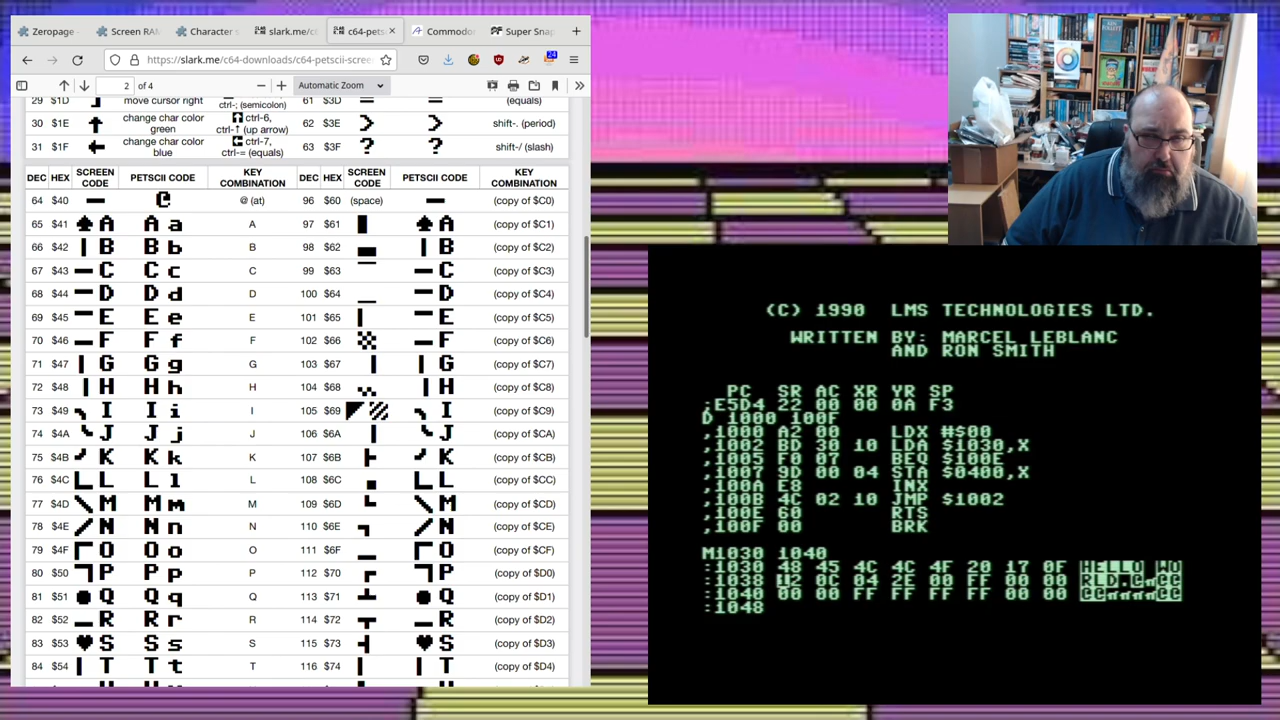 Zeropage
Screen RA
Character
slark.me/c
c64-pets
Commod
Super Snap
https://slark.me/c64-downloads/c64-petscii-scree
24
2 of 4
Automatic Zoom
29 $1D move cursor right ctrl-; (semicolon) 61 $3D = = (equals)
30 $1E change char color green ctrl-6, ctrl-↑ (up arrow) 62 $3E > > shift-. (period)
31 $1F change char color blue ctrl-7, ctrl-= (equals) 63 $3F ? ? shift-/ (slash)
DEC HEX SCREEN CODE PETSCII CODE KEY COMBINATION DEC HEX SCREEN CODE PETSCII CODE KEY COMBINATION
64 $40 @ @ (at) 96 $60 (space) (copy of $C0)
65 $41 A A a A 97 $61 A (copy of $C1)
66 $42 B B b B 98 $62 B (copy of $C2)
67 $43 C C c C 99 $63 C (copy of $C3)
68 $44 D D d D 100 $64 D (copy of $C4)
69 $45 E E e E 101 $65 E (copy of $C5)
70 $46 F F f F 102 $66 F (copy of $C6)
71 $47 G G g G 103 $67 G (copy of $C7)
72 $48 H H h H 104 $68 H (copy of $C8)
73 $49 I I i I 105 $69 I (copy of $C9)
74 $4A J J j J 106 $6A J (copy of $CA)
75 $4B K K k K 107 $6B K (copy of $CB)
76 $4C L L l L 108 $6C L (copy of $CC)
77 $4D M M m M 109 $6D M (copy of $CD)
78 $4E N N n N 110 $6E N (copy of $CE)
79 $4F O O o O 111 $6F O (copy of $CF)
80 $50 P P p P 112 $70 P (copy of $D0)
81 $51 Q Q q Q 113 $71 Q (copy of $D1)
82 $52 R R r R 114 $72 R (copy of $D2)
83 $53 S S s S 115 $73 S (copy of $D3)
84 $54 T T t T 116 $74 T (copy of $D4)
(C) 1990 LMS TECHNOLOGIES LTD.
WRITTEN BY: MARCEL LEBLANC
AND RON SMITH
PC SR AC XR YR SP
;E5D4 22 00 00 0A F3
D 1000 100F
,1000 A2 00 LDX #$00
,1002 BD 30 10 LDA $1030,X
,1005 F0 07 BEQ $100E
,1007 9D 00 04 STA $0400,X
,100A E8 INX
,100B 4C 02 10 JMP $1002
,100E 60 RTS
,100F 00 BRK
M1030 1040
:1030 48 45 4C 4C 4F 20 17 0F HELLO WO
:1038 12 0C 04 2E 00 FF 00 00 RLD.@
:1040 00 00 FF FF FF FF 00 00
:1048